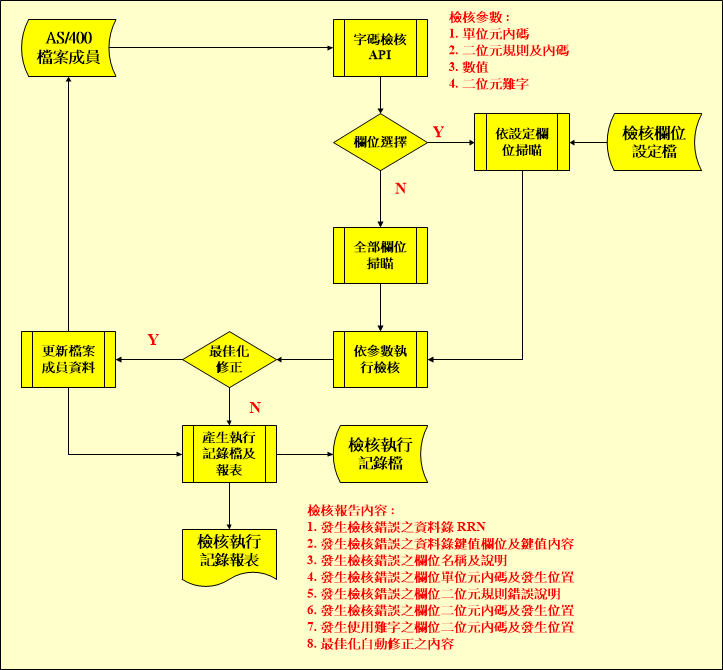 AS/400
檔案成員
字碼檢核
API
檢核參數：
1. 單位元內碼
2. 二位元規則及內碼
3. 數值
4. 二位元難字
欄位選擇
Y
依設定欄
位掃瞄
檢核欄位
設定檔
N
全部欄位
掃瞄
更新檔案
成員資料
Y
最佳化
修正
依參數執
行檢核
N
產生執行
記錄檔及
報表
檢核執行
記錄檔
檢核執行
記錄報表
檢核報告內容：
1. 發生檢核錯誤之資料錄 RRN
2. 發生檢核錯誤之資料錄鍵值欄位及鍵值內容
3. 發生檢核錯誤之欄位名稱及說明
4. 發生檢核錯誤之欄位單位元內碼及發生位置
5. 發生檢核錯誤之欄位二位元規則錯誤說明
6. 發生檢核錯誤之欄位二位元內碼及發生位置
7. 發生使用難字之欄位二位元內碼及發生位置
8. 最佳化自動修正之內容